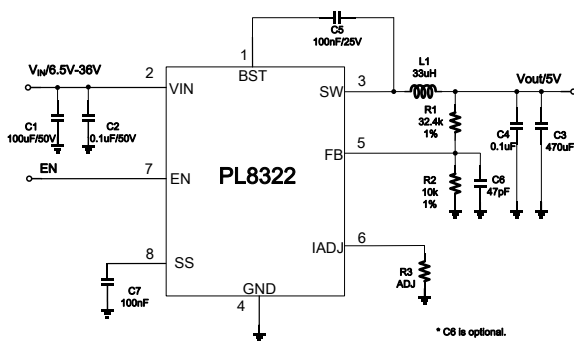 C5
100nF/25V
1
BST
L1
33uH
VIN/6.5V-36V
2
VIN
SW
3
Vout/5V
C1
100uF/50V
C2
0.1uF/50V
R1
32.4k
1%
C4
0.1uF
C3
470uF
FB
5
EN
7
EN
PL8322
R2
10k
1%
C6
47pF
8
SS
IADJ
6
C7
100nF
GND
4
R3
ADJ
* C6 is optional.